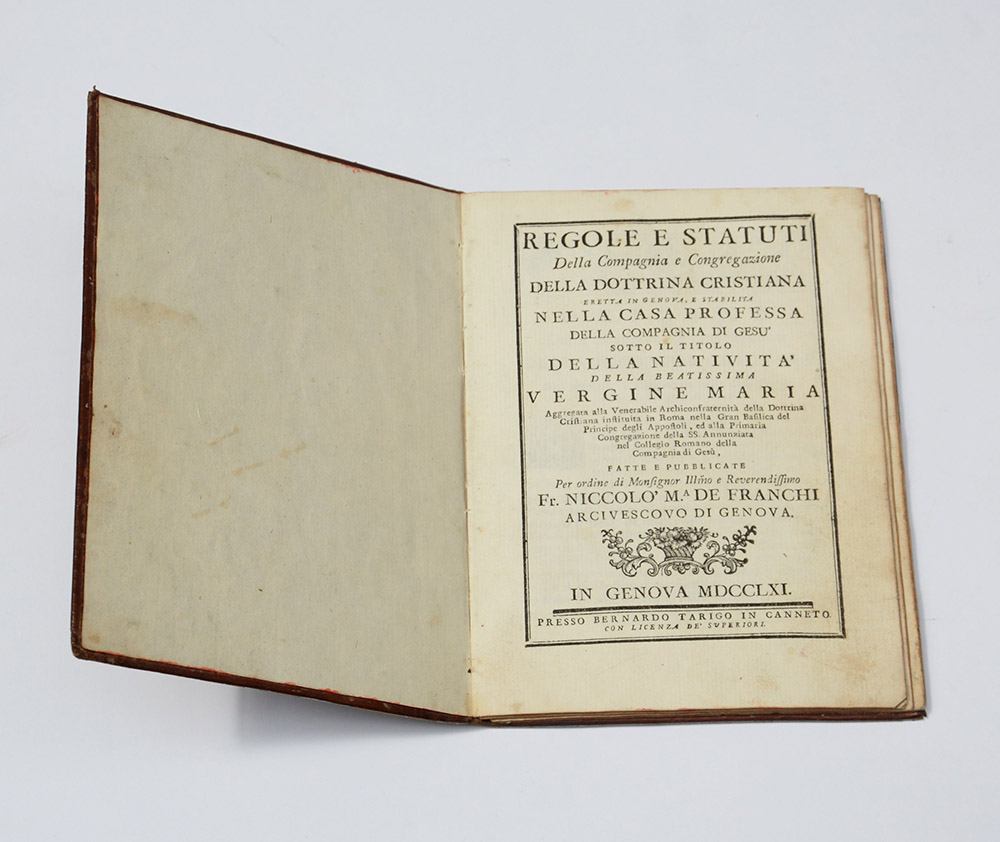 REGOLE E STATUTI
Della Compagnia e Congregazione
DELLA DOTTRINA CRISTIANA
ERETTA IN GENOVA, E STABILITA
NELLA CASA PROFESSA
DELLA COMPAGNIA DI GESU'
SOTTO IL TITOLO
DELLA NATIVITA'
DELLA BEATISSIMA
VERGINE MARIA
Aggregata alla Venerabile Archiconfraternità della Dottrina
Criſtiana inſtituita in Roma nella Gran Baſilica del
Principe degli Appoſtoli, ed alla Primaria
Congregazione della SS. Annunziata
nel Collegio Romano della
Compagnia di Gesù,
FATTE E PUBBLICATE
Per ordine di Monſignor Illm̃o e Reverendiſſimo
Fr. NICCOLO' M.A DE FRANCHI
ARCIVESCOVO DI GENOVA.
IN GENOVA MDCCLXI.
PRESSO BERNARDO TARIGO IN CANNETO
CON LICENZA DE' SUPERIORI.